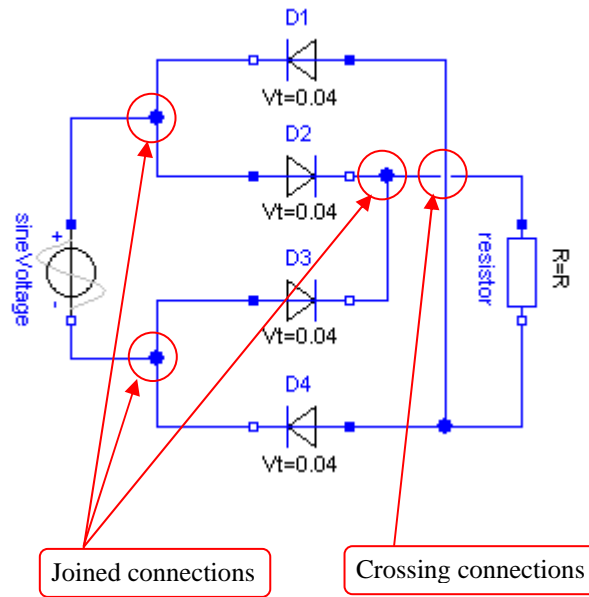 D1
Vt=0.04
D2
Vt=0.04
+
sineVoltage
-
D3
Vt=0.04
resistor
R=R
D4
Vt=0.04
Joined connections
Crossing connections